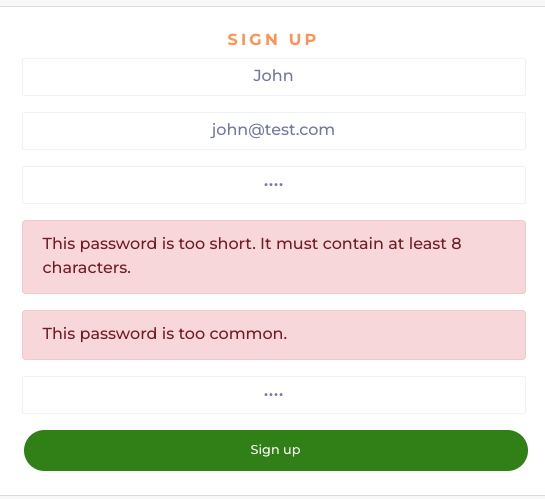 SIGN UP
John
john@test.com
••••
This password is too short. It must contain at least 8
characters.
This password is too common.
••••
Sign up